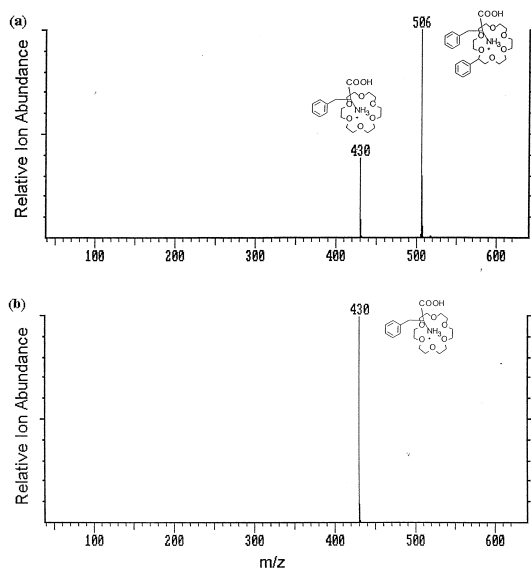 (a)
506
COOH
NH3
+
O
O
O
O
O
COOH
NH3
+
O
O
O
O
O
O
430
Relative Ion Abundance
100 200 300 400 500 600
(b)
430
COOH
NH3
+
O
O
O
O
O
O
Relative Ion Abundance
100 200 300 400 500 600
m/z